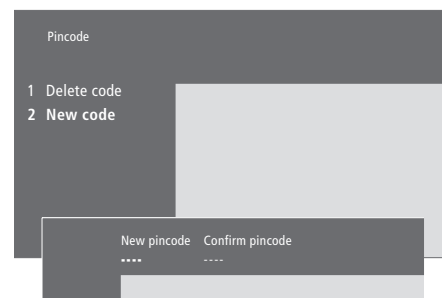 Pincode
1 Delete code
2 New code
New pincode Confirm pincode
---- ----